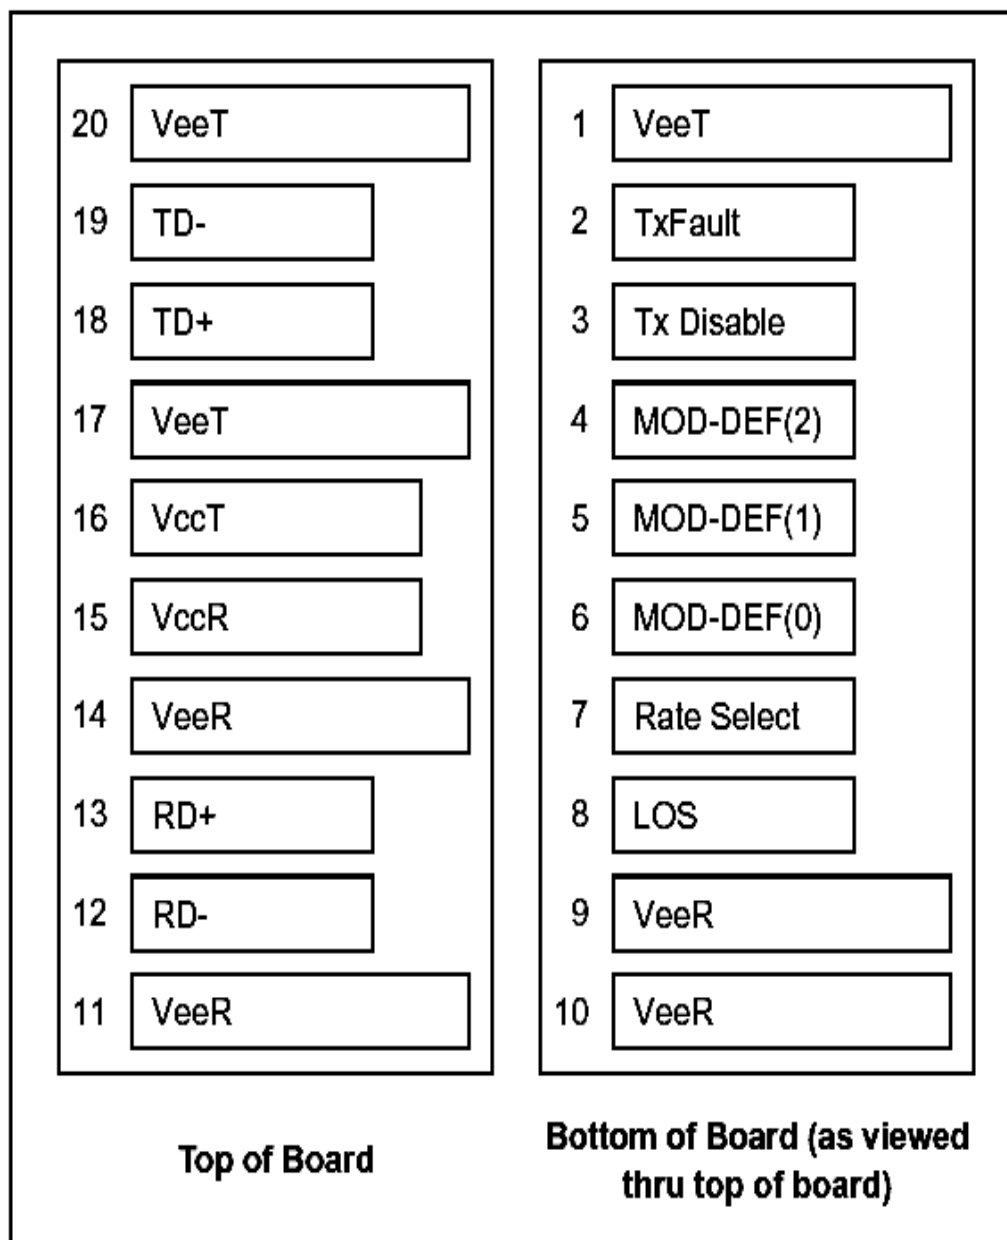 20 VeeT
19 TD-
18 TD+
17 VeeT
16 VccT
15 VccR
14 VeeR
13 RD+
12 RD-
11 VeeR
Top of Board
1 VeeT
2 TxFault
3 Tx Disable
4 MOD-DEF(2)
5 MOD-DEF(1)
6 MOD-DEF(0)
7 Rate Select
8 LOS
9 VeeR
10 VeeR
Bottom of Board (as viewed
thru top of board)